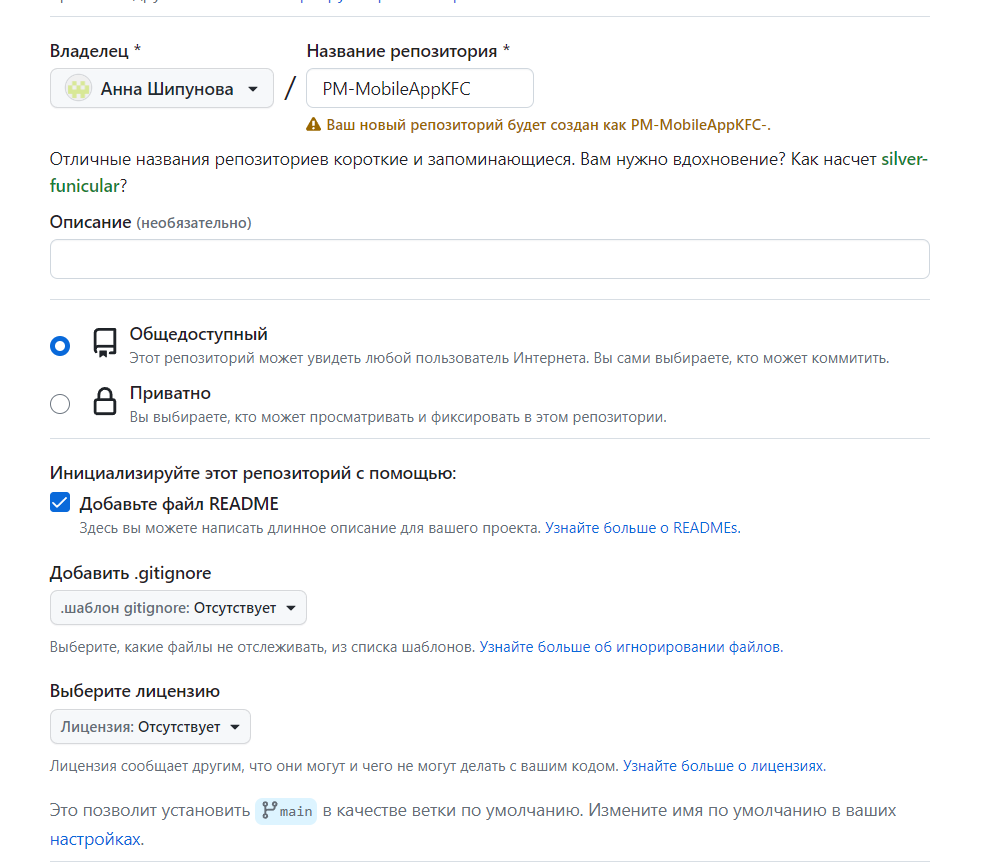 Владелец * Название репозитория *
Анна Шипунова / PM-MobileAppKFC
Ваш новый репозиторий будет создан как PM-MobileAppKFC-.
Отличные названия репозиториев короткие и запоминающиеся. Вам нужно вдохновение? Как насчет silver-
funicular?
Описание (необязательно)
Общедоступный
Этот репозиторий может увидеть любой пользователь Интернета. Вы сами выбираете, кто может коммитить.
Приватно
Вы выбираете, кто может просматривать и фиксировать в этом репозитории.
Инициализируйте этот репозиторий с помощью:
Добавьте файл README
Здесь вы можете написать длинное описание для вашего проекта. Узнайте больше о READMEs.
Добавить .gitignore
.шаблон gitignore: Отсутствует
Выберите, какие файлы не отслеживать, из списка шаблонов. Узнайте больше об игнорировании файлов.
Выберите лицензию
Лицензия: Отсутствует
Лицензия сообщает другим, что они могут и чего не могут делать с вашим кодом. Узнайте больше о лицензиях.
Это позволит установить main в качестве ветки по умолчанию. Измените имя по умолчанию в ваших
настройках.